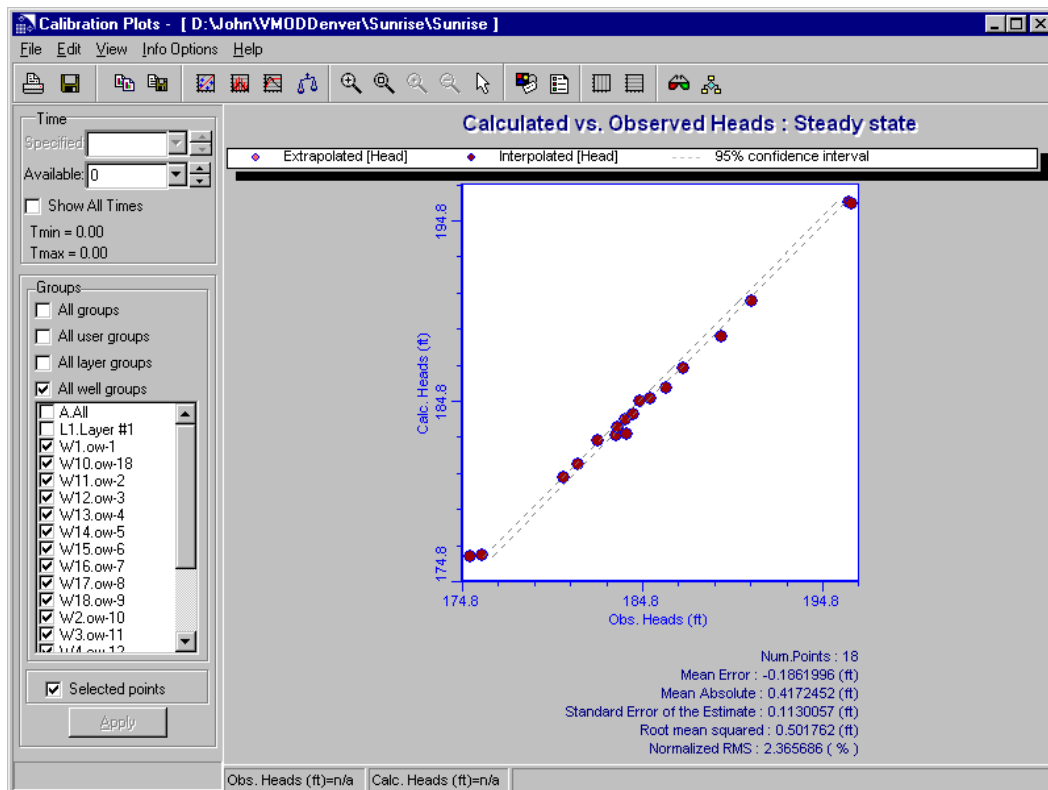 Calibration Plots - [ D:\John\VMODDenver\Sunrise\Sunrise ]
File Edit View Info Options Help
Time
Specified:
Available: 0
Show All Times
Tmin = 0.00
Tmax = 0.00
Groups
All groups
All user groups
All layer groups
All well groups
A.All
L1.Layer #1
W1.ow-1
W10.ow-18
W11.ow-2
W12.ow-3
W13.ow-4
W14.ow-5
W15.ow-6
W16.ow-7
W17.ow-8
W18.ow-9
W2.ow-10
W3.ow-11
W4.ow-12
Selected points
Apply
Calculated vs. Observed Heads : Steady state
Extrapolated [Head] Interpolated [Head] 95% confidence interval
194.8
184.8
174.8
Calc. Heads (ft)
174.8 184.8 194.8
Obs. Heads (ft)
Num.Points : 18
Mean Error : -0.1861996 (ft)
Mean Absolute : 0.4172452 (ft)
Standard Error of the Estimate : 0.1130057 (ft)
Root mean squared : 0.501762 (ft)
Normalized RMS : 2.365686 ( % )
Obs. Heads (ft)=n/a Calc. Heads (ft)=n/a